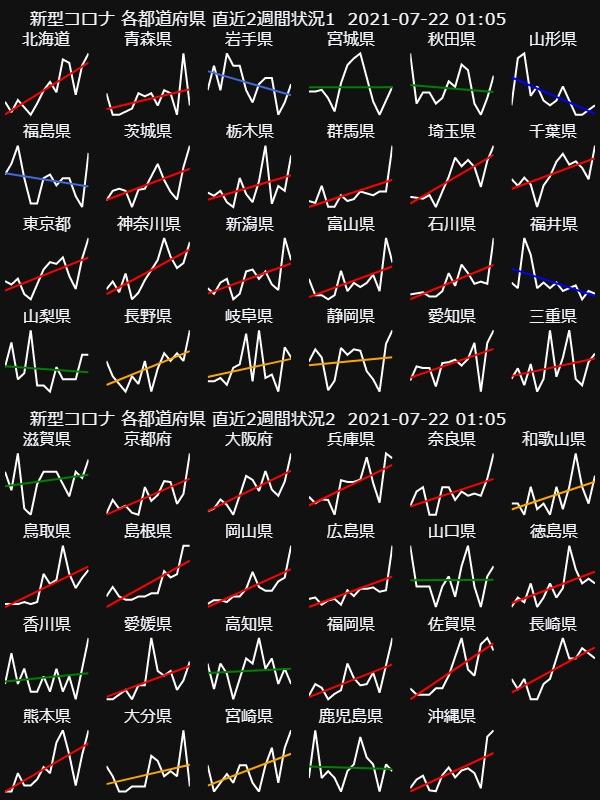 新型コロナ 各都道府県 直近2週間状況1 2021-07-22 01:05
北海道 青森県 岩手県 宮城県 秋田県 山形県
福島県 茨城県 栃木県 群馬県 埼玉県 千葉県
東京都 神奈川県 新潟県 富山県 石川県 福井県
山梨県 長野県 岐阜県 静岡県 愛知県 三重県
新型コロナ 各都道府県 直近2週間状況2 2021-07-22 01:05
滋賀県 京都府 大阪府 兵庫県 奈良県 和歌山県
鳥取県 島根県 岡山県 広島県 山口県 徳島県
香川県 愛媛県 高知県 福岡県 佐賀県 長崎県
熊本県 大分県 宮崎県 鹿児島県 沖縄県